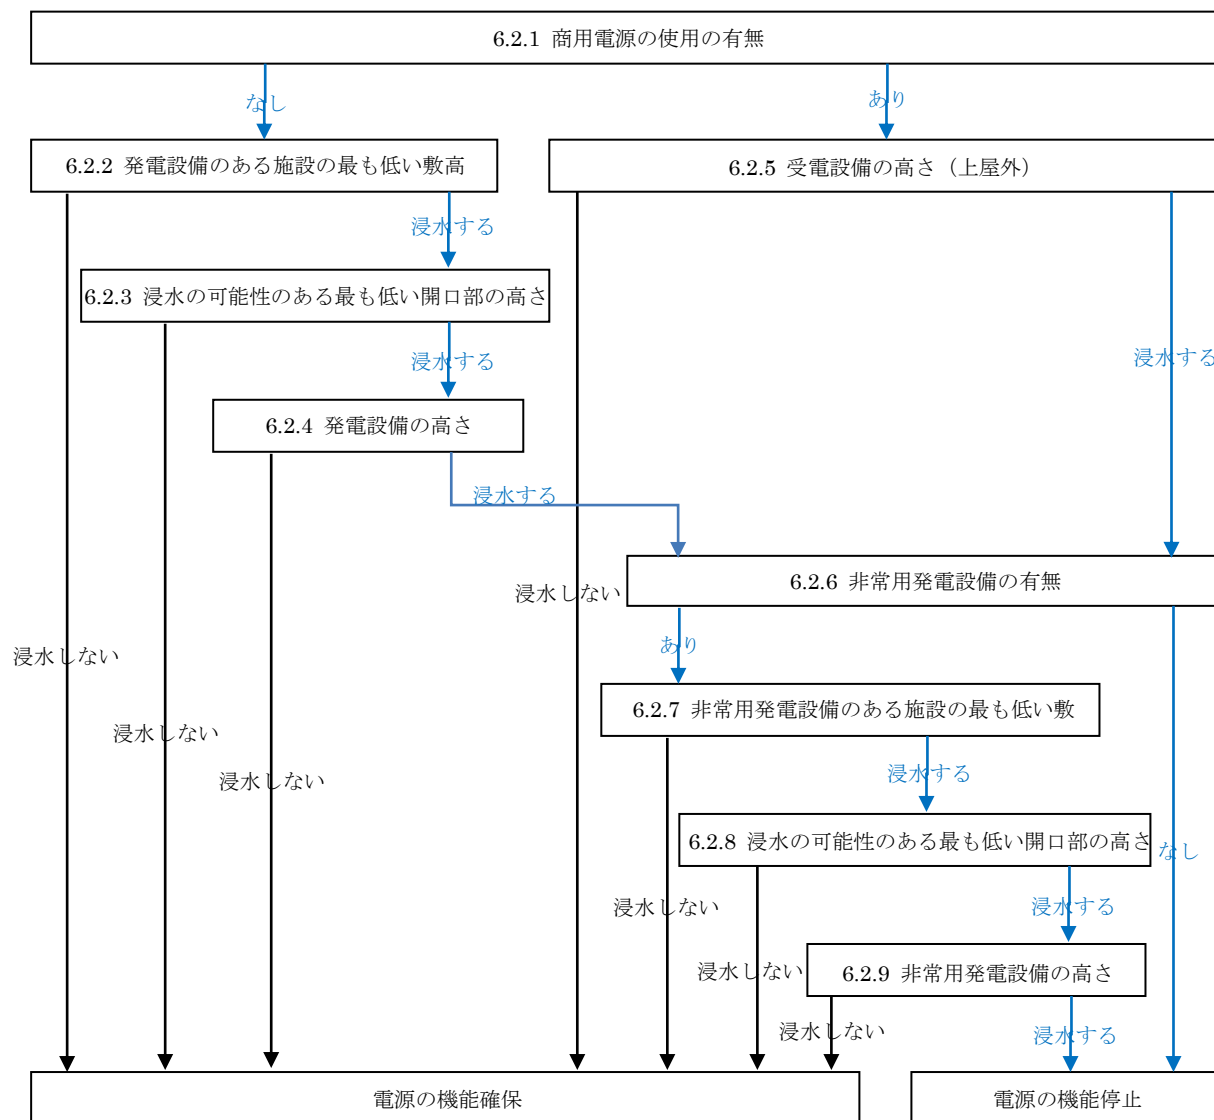 6.2.1 商用電源の使用の有無
なし
あり
6.2.2 発電設備のある施設の最も低い敷高
6.2.5 受電設備の高さ（上屋外）
浸水する
6.2.3 浸水の可能性のある最も低い開口部の高さ
浸水する
浸水する
6.2.4 発電設備の高さ
浸水する
6.2.6 非常用発電設備の有無
浸水しない
あり
浸水しない
6.2.7 非常用発電設備のある施設の最も低い敷
浸水しない
浸水する
浸水しない
6.2.8 浸水の可能性のある最も低い開口部の高さ
なし
浸水しない
浸水する
浸水しない
6.2.9 非常用発電設備の高さ
浸水しない
浸水する
電源の機能確保
電源の機能停止